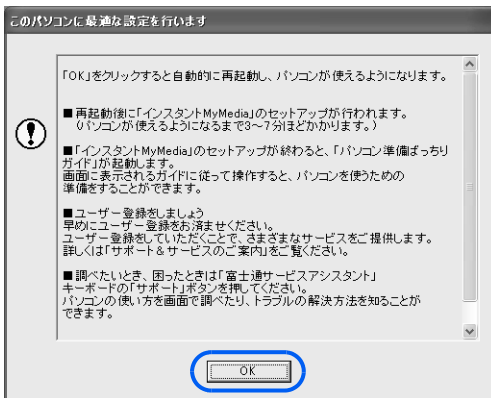 このパソコンに最適な設定を行います
「OK」をクリックすると自動的に再起動し、パソコンが使えるようになります。
■再起動後に「インスタントMyMedia」のセットアップが行われます。
（パソコンが使えるようになるまで3～7分ほどかかります。）
■「インスタントMyMedia」のセットアップが終わると、「パソコン準備ばっちり
ガイド」が起動します。
画面に表示されるガイドに従って操作すると、パソコンを使うための
準備をすることができます。
■ユーザー登録をしましょう
早めにユーザー登録をお済ませください。
ユーザー登録をしていただくことで、さまざまなサービスをご提供します。
詳しくは「サポート＆サービスのご案内」をご覧ください。
■調べたいとき、困ったときは「富士通サービスアシスタント」
キーボードの「サポート」ボタンを押してください。
パソコンの使い方を画面で調べたり、トラブルの解決方法を知ることが
できます。
OK